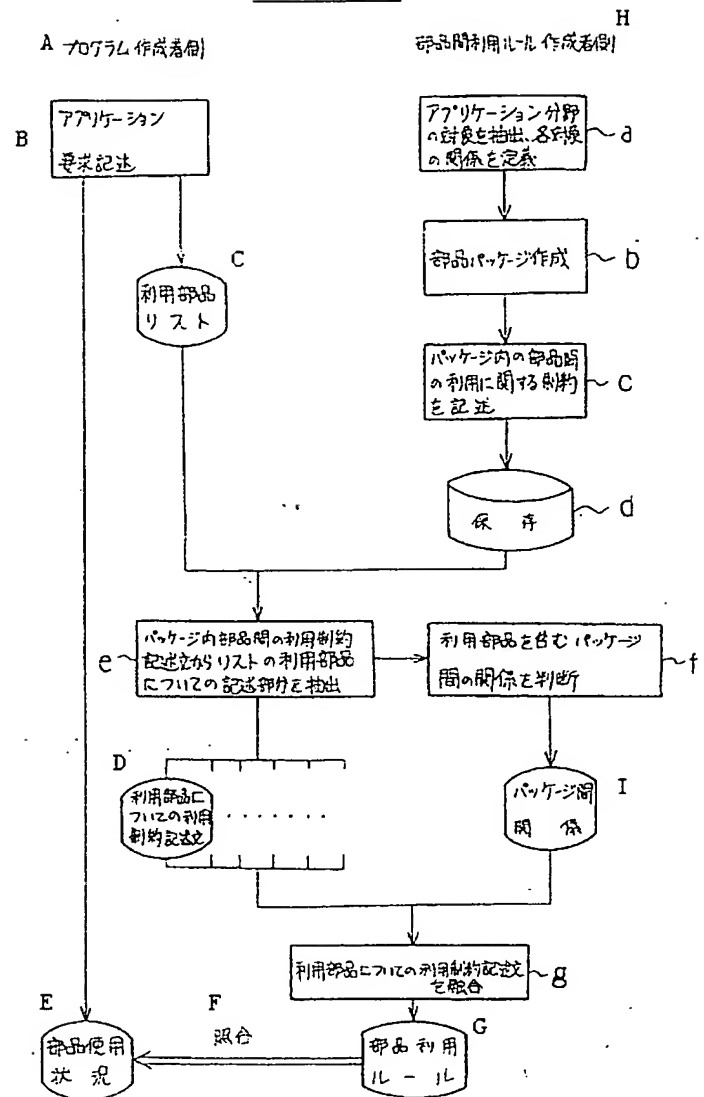 H
A プログラム作成者側
部品間利用ルール作成者側
B
アプリケーション
要求記述
アプリケーション分野
の対象を抽出、各対象
の関係を定義
a
部品パッケージ作成
b
C
利用部品
リスト
パッケージ内の部品間
の利用に関する制約
を記述
c
保存
d
e
パッケージ内部品間の利用制約
記述文からリストの利用部品
についての記述部分を抽出
利用部品を含むパッケージ
間の関係を判断
f
D
利用部品に
ついての利用
制約記述文
パッケージ間
関係
I
利用部品についての利用制約記述文
を融合
g
E
F
G
照合
部品使用
状況
部品利用
ルール